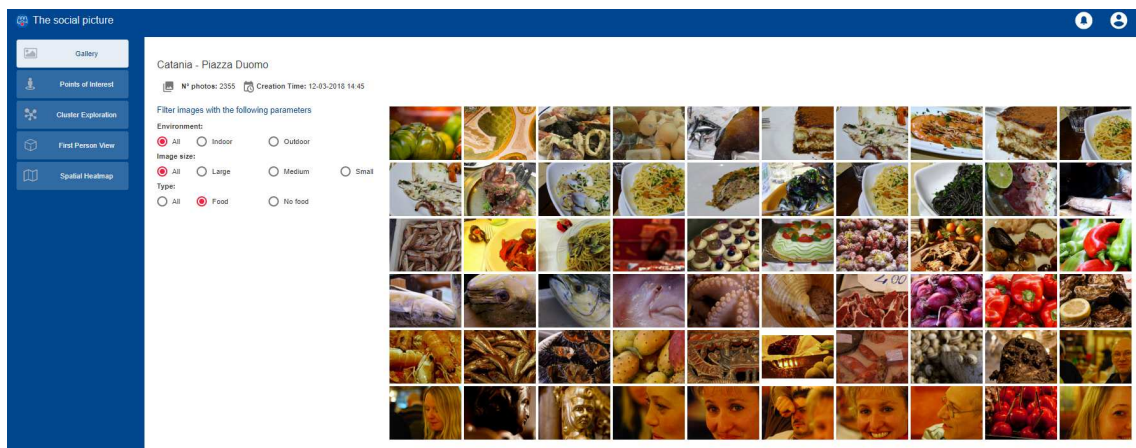 The social picture
Gallery
Points of Interest
Cluster Exploration
First Person View
Spatial Heatmap
Catania - Piazza Duomo
N° photos: 2355 Creation Time: 12-03-2018 14:45
Filter images with the following parameters
Environment:
All Indoor Outdoor
Image size:
All Large Medium Small
Type:
All Food No food
4,00